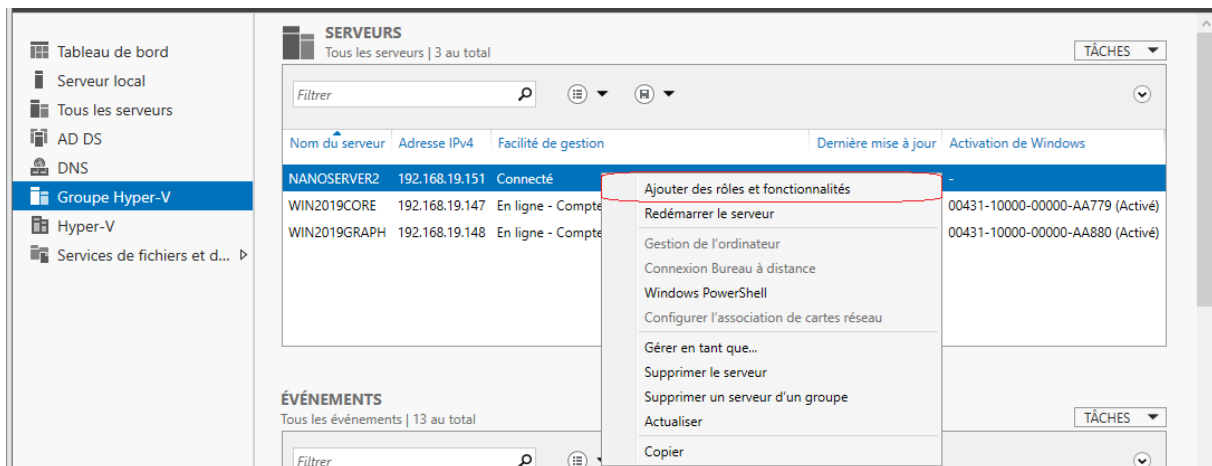 Tableau de bord
Serveur local
Tous les serveurs
AD DS
DNS
Groupe Hyper-V
Hyper-V
Services de fichiers et d...
SERVEURS
Tous les serveurs | 3 au total
TÂCHES
Filtrer
Nom du serveur Adresse IPv4 Facilité de gestion Dernière mise à jour Activation de Windows
NANOSERVER2 192.168.19.151 Connecté -
WIN2019CORE 192.168.19.147 En ligne - Compte 00431-10000-00000-AA779 (Activé)
WIN2019GRAPH 192.168.19.148 En ligne - Compte 00431-10000-00000-AA880 (Activé)
Ajouter des rôles et fonctionnalités
Redémarrer le serveur
Gestion de l'ordinateur
Connexion Bureau à distance
Windows PowerShell
Configurer l'association de cartes réseau
Gérer en tant que...
Supprimer le serveur
Supprimer un serveur d'un groupe
Actualiser
Copier
ÉVÉNEMENTS
Tous les événements | 13 au total
TÂCHES
Filtrer